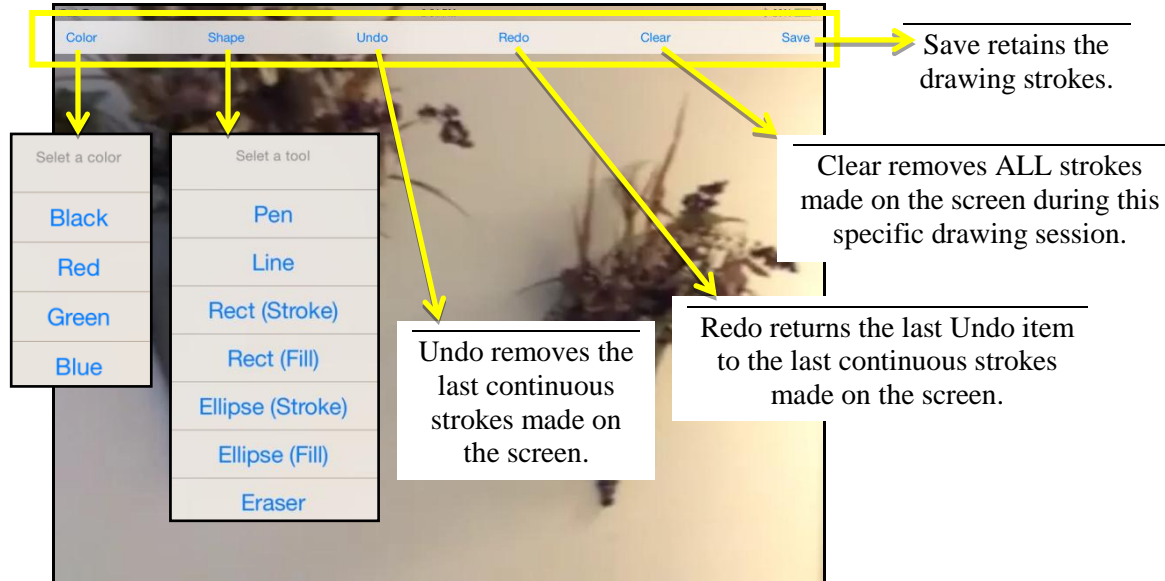 Color Shape Undo Redo Clear Save
Save retains the
drawing strokes.
Selet a color
Black
Red
Green
Blue
Selet a tool
Pen
Line
Rect (Stroke)
Rect (Fill)
Ellipse (Stroke)
Ellipse (Fill)
Eraser
Undo removes the
last continuous
strokes made on
the screen.
Redo returns the last Undo item
to the last continuous strokes
made on the screen.
Clear removes ALL strokes
made on the screen during this
specific drawing session.